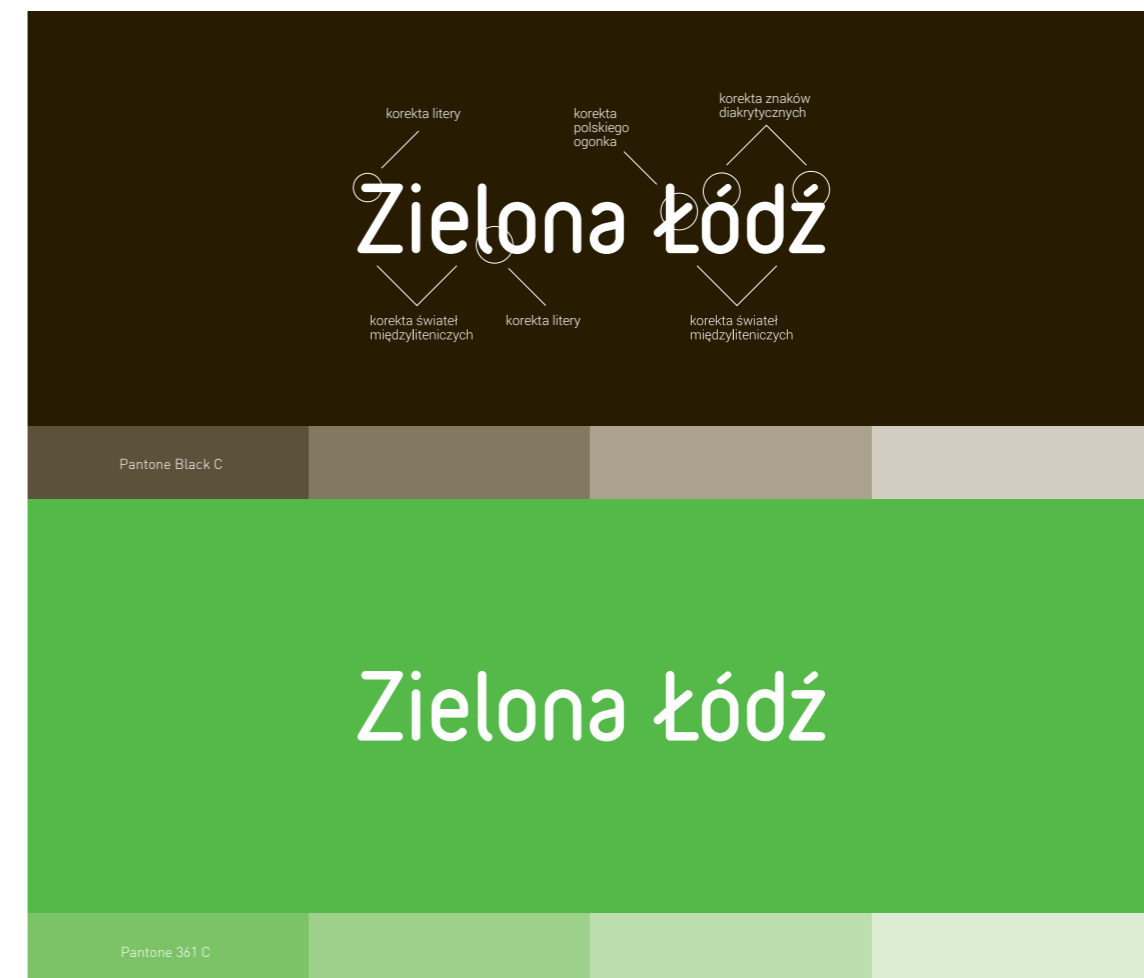 korekta litery
korekta
polskiego
ogonka
korekta znaków
diakrytycznych
Zielona Łódź
korekta świateł
międzyliteniczych
korekta litery
korekta świateł
międzyliteniczych
Pantone Black C
Zielona Łódź
Pantone 361 C